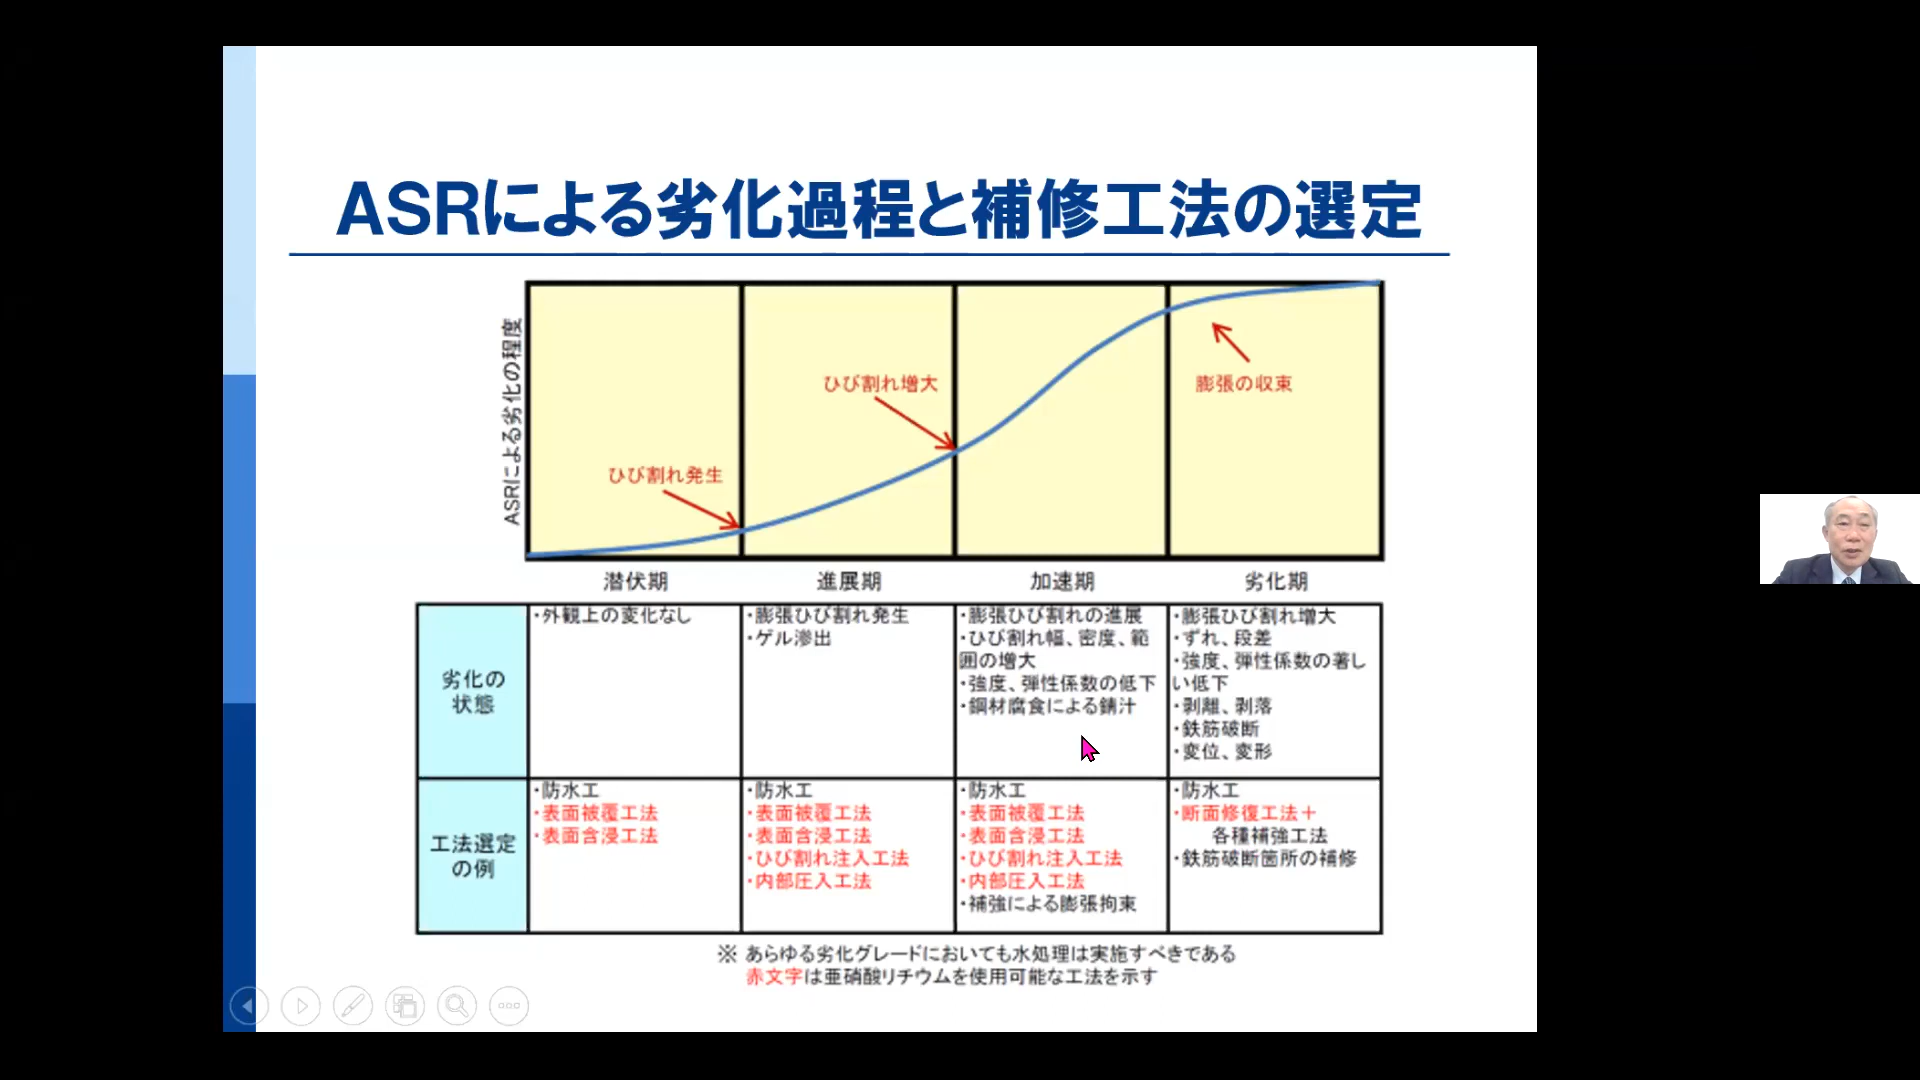 ASRによる劣化過程と補修工法の選定
ASRによる劣化の程度
ひび割れ発生
ひび割れ増大
膨張の収束
潜伏期
進展期
加速期
劣化期
劣化の
状態
・外観上の変化なし
・膨張ひび割れ発生
・ゲル滲出
・膨張ひび割れの進展
・ひび割れ幅、密度、範
囲の増大
・強度、弾性係数の低下
・鋼材腐食による錆汁
・膨張ひび割れ増大
・ずれ、段差
・強度、弾性係数の著し
い低下
・剥離、剥落
・鉄筋破断
・変位、変形
工法選定
の例
・防水工
・表面被覆工法
・表面含浸工法
・防水工
・表面被覆工法
・表面含浸工法
・ひび割れ注入工法
・内部圧入工法
・防水工
・表面被覆工法
・表面含浸工法
・ひび割れ注入工法
・内部圧入工法
・補強による膨張拘束
・防水工
・断面修復工法＋
各種補強工法
・鉄筋破断箇所の補修
※ あらゆる劣化グレードにおいても水処理は実施すべきである
赤文字は亜硝酸リチウムを使用可能な工法を示す